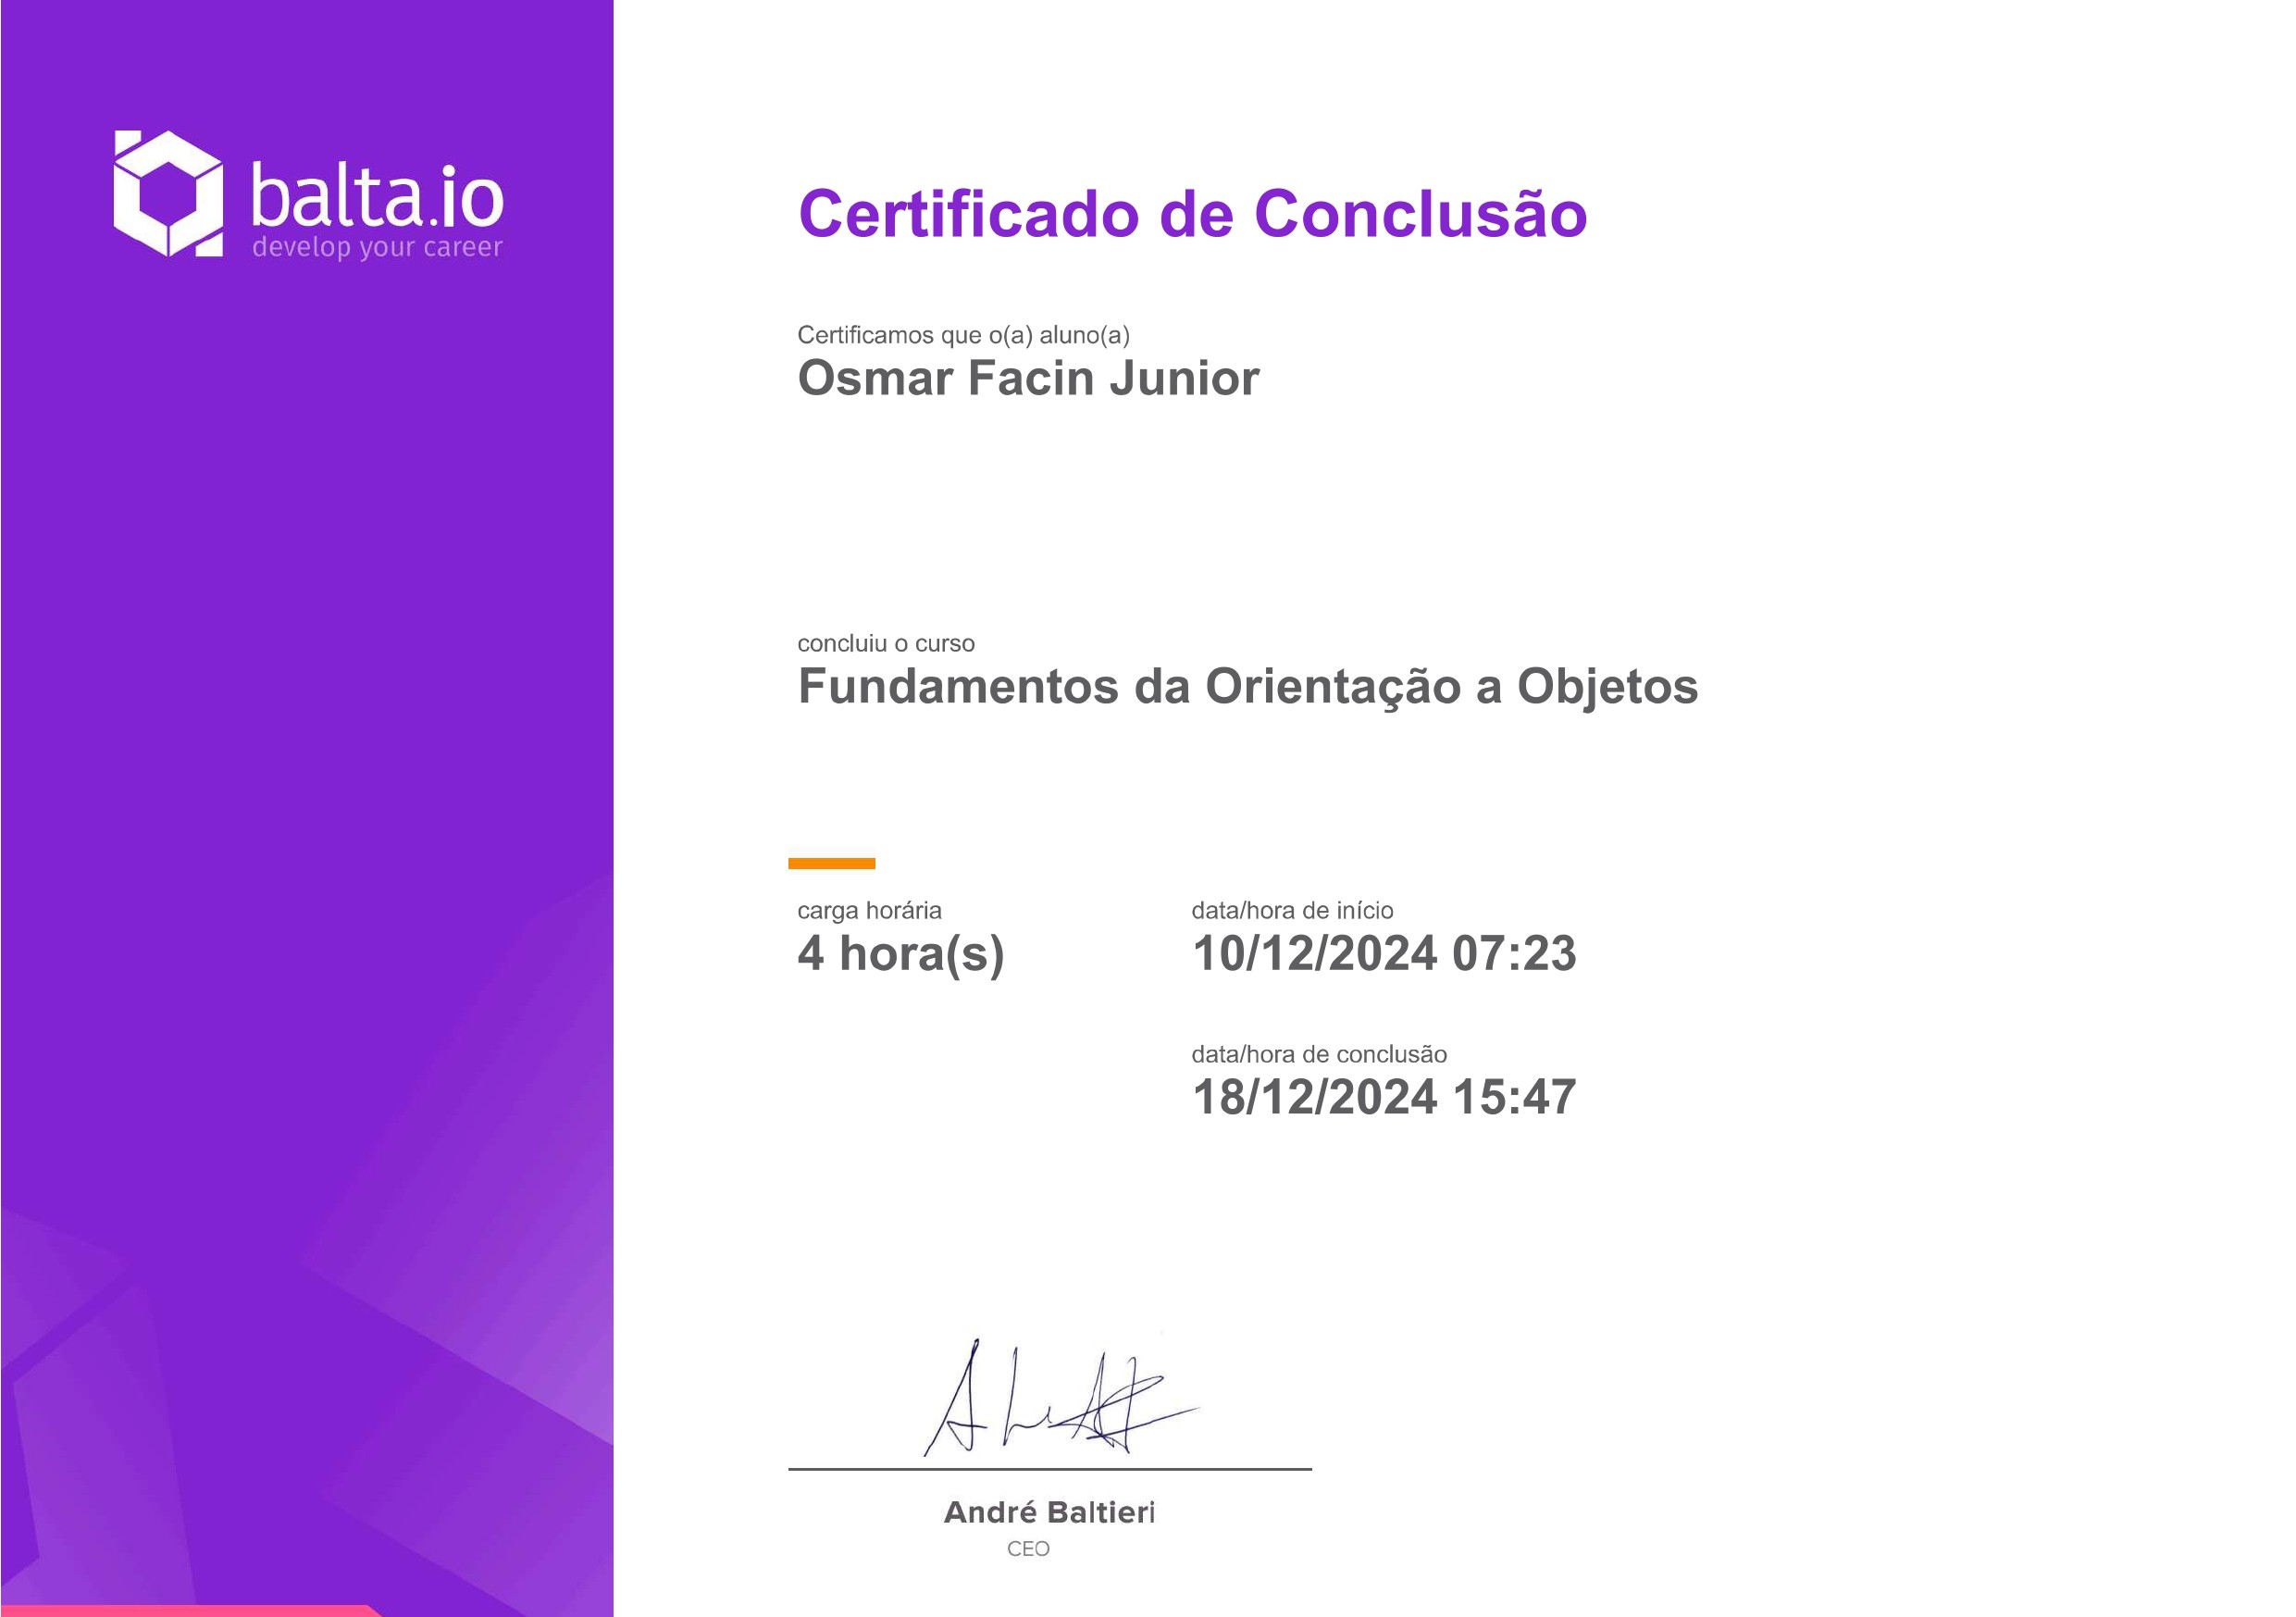 balta.io
develop your career
Certificado de Conclusão
Certificamos que o(a) aluno(a)
Osmar Facin Junior
concluiu o curso
Fundamentos da Orientação a Objetos
carga horária
4 hora(s)
data/hora de início
10/12/2024 07:23
data/hora de conclusão
18/12/2024 15:47
André Baltieri
CEO